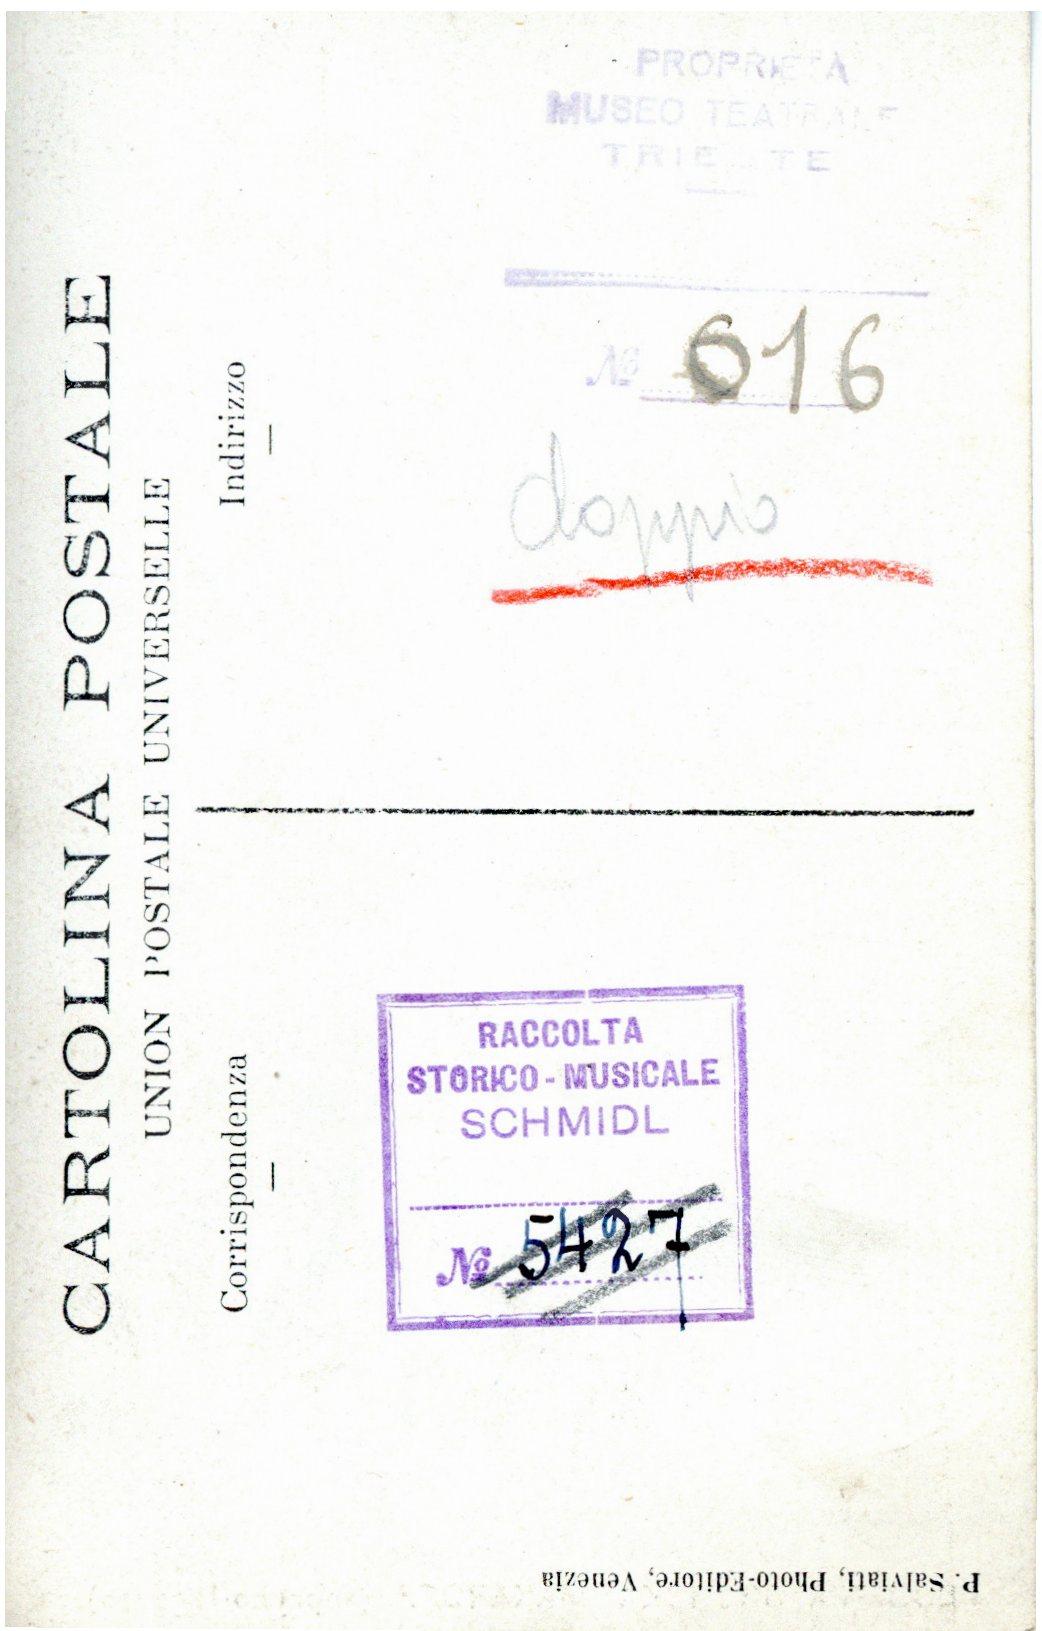 CARTOLINA POSTALE
UNION POSTALE UNIVERSELLE
Corrispondenza
Indirizzo
PROPRIETÀ
MUSEO TEATRALE
TRIESTE
№ 616
doppio
RACCOLTA
STORICO-MUSICALE
SCHMIDL
№ 5427
P. Salviati, Photo-Editore, Venezia